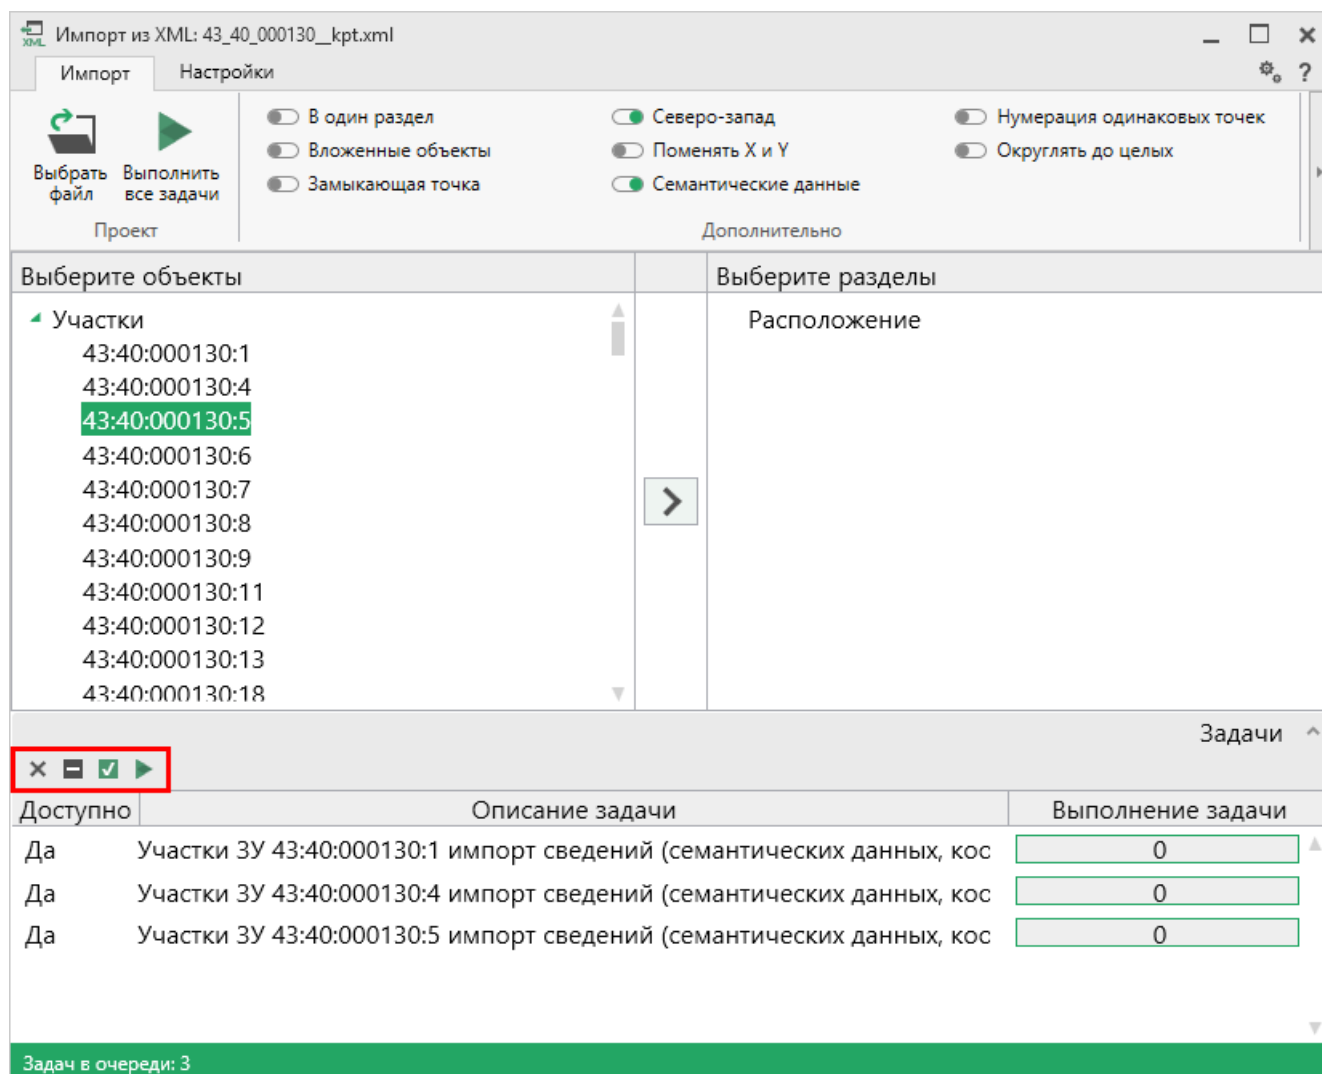 XML Импорт из XML: 43_40_000130__kpt.xml
Импорт Настройки ?
В один раздел Северо-запад Нумерация одинаковых точек
Вложенные объекты Поменять X и Y Округлять до целых
Выбрать Выполнить
файл все задачи
Замыкающая точка Семантические данные
Проект Дополнительно
Выберите объекты Выберите разделы
Участки Расположение
43:40:000130:1
43:40:000130:4
43:40:000130:5
43:40:000130:6
43:40:000130:7
43:40:000130:8
43:40:000130:9
43:40:000130:11
43:40:000130:12
43:40:000130:13
43:40:000130:18
Задачи
Доступно Описание задачи Выполнение задачи
Да Участки ЗУ 43:40:000130:1 импорт сведений (семантических данных, кос 0
Да Участки ЗУ 43:40:000130:4 импорт сведений (семантических данных, кос 0
Да Участки ЗУ 43:40:000130:5 импорт сведений (семантических данных, кос 0
Задач в очереди: 3